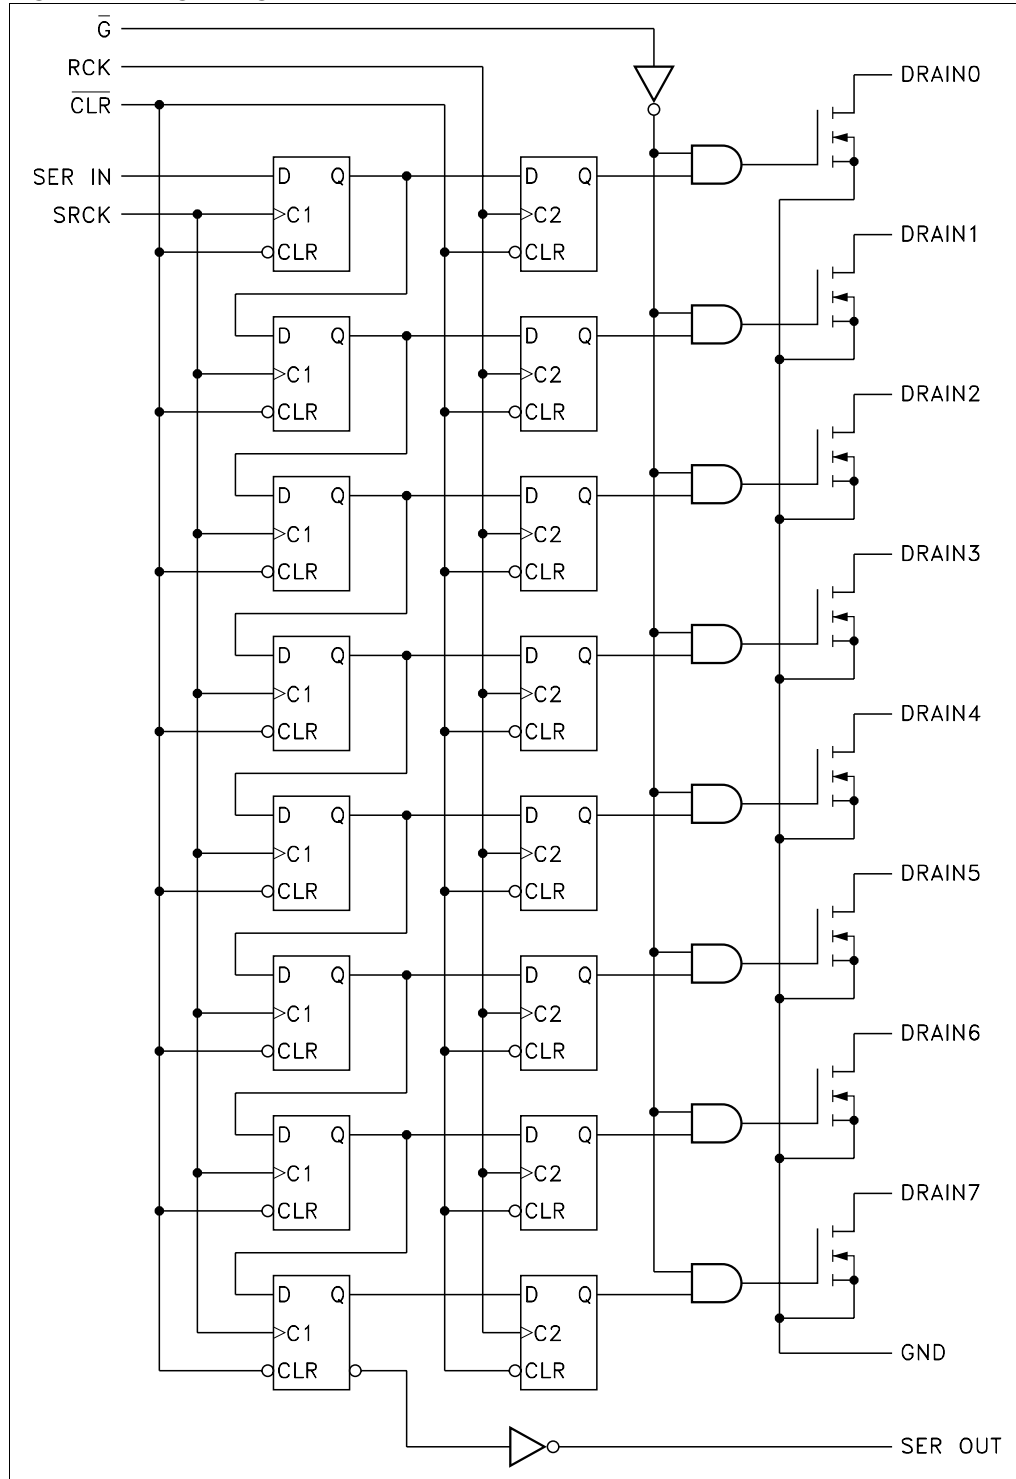 G̅
RCK
DRAIN0
C̅L̅R̅
SER IN
D Q D Q
SRCK
C1 C2
CLR CLR
DRAIN1
D Q D Q
C1 C2
CLR CLR
DRAIN2
D Q D Q
C1 C2
CLR CLR
DRAIN3
D Q D Q
C1 C2
CLR CLR
DRAIN4
D Q D Q
C1 C2
CLR CLR
DRAIN5
D Q D Q
C1 C2
CLR CLR
DRAIN6
D Q D Q
C1 C2
CLR CLR
DRAIN7
D Q D Q
C1 C2
GND
CLR CLR
SER OUT